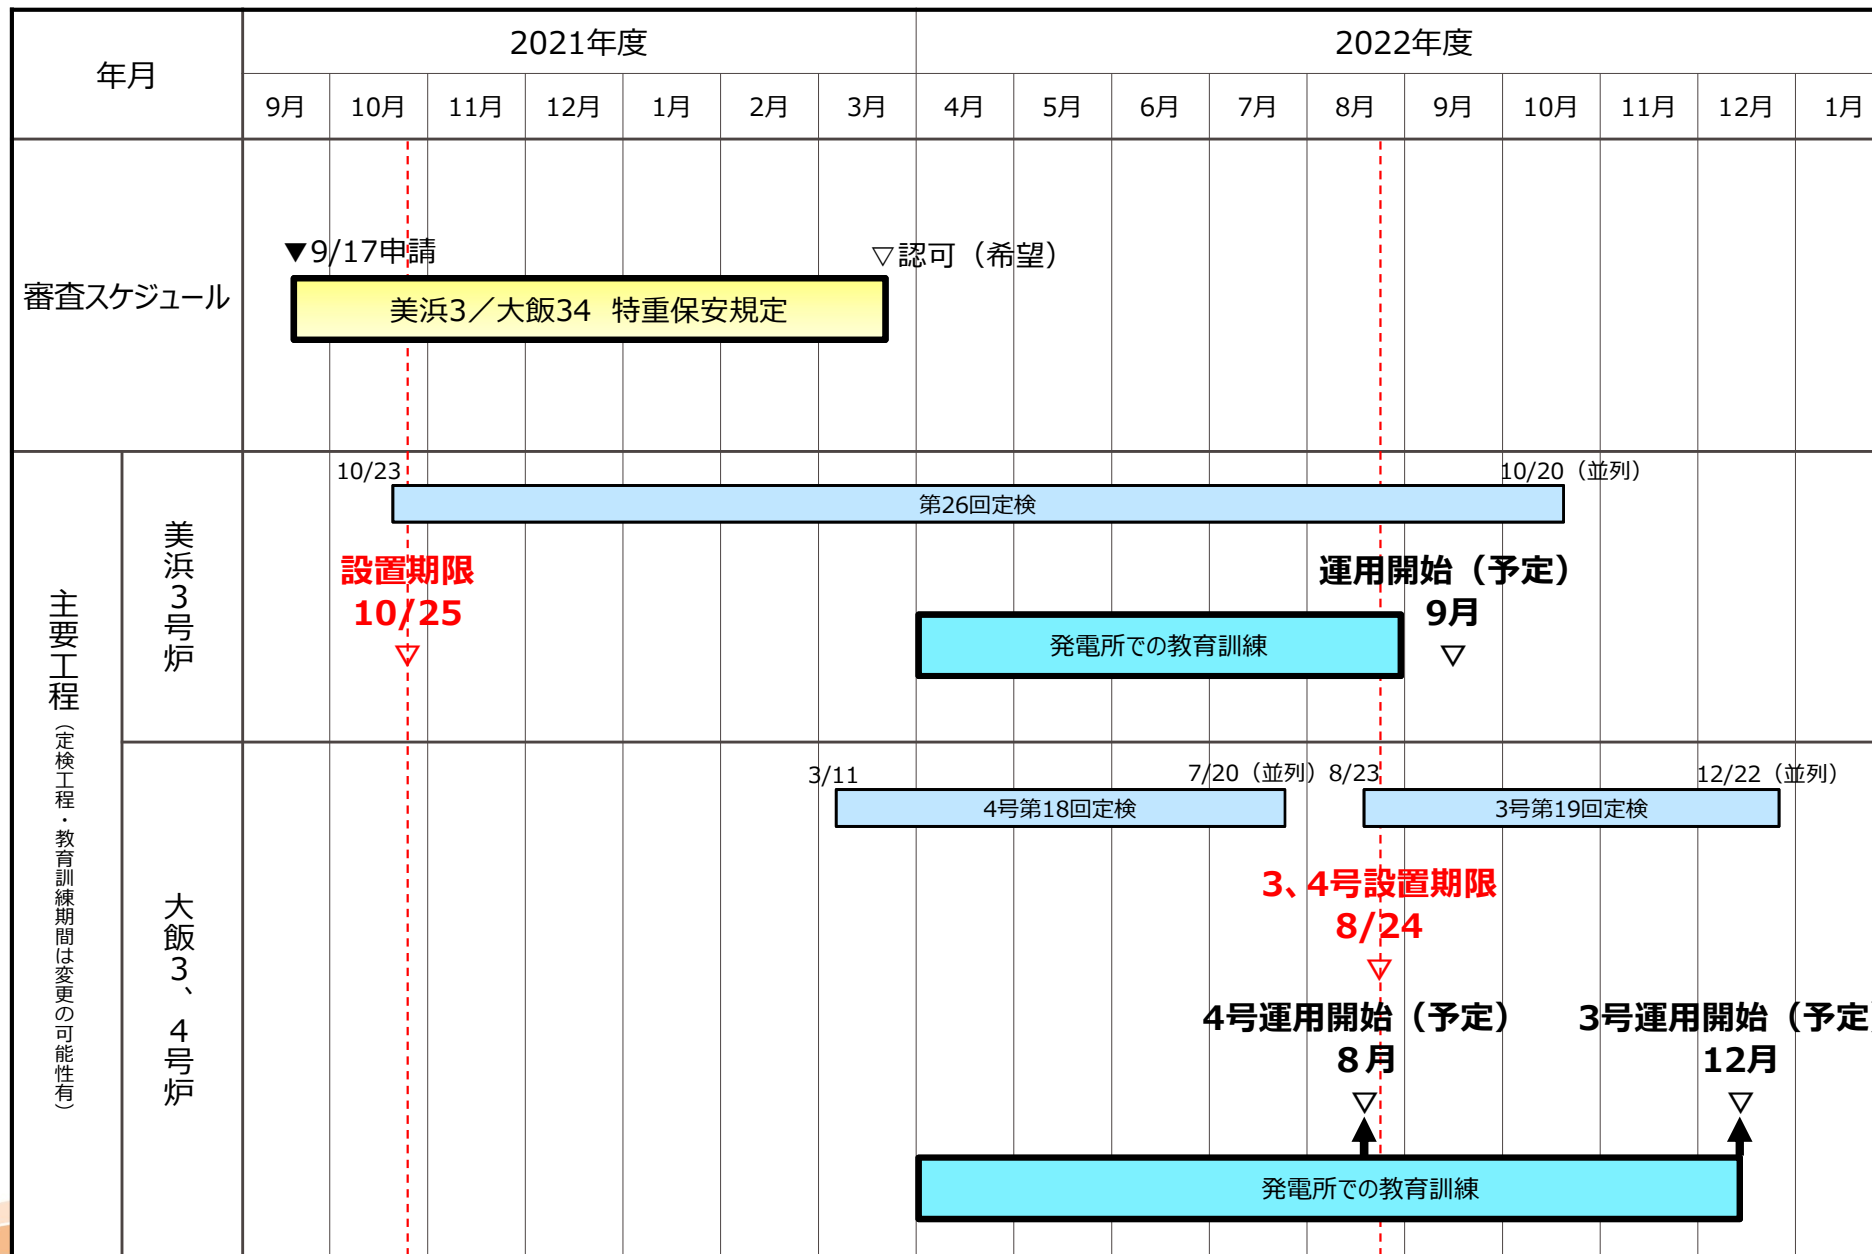 年月
2021年度
2022年度
9月 10月 11月 12月 1月 2月 3月 4月 5月 6月 7月 8月 9月 10月 11月 12月 1月
審査スケジュール
▼9/17申請
▽認可（希望）
美浜3／大飯34 特重保安規定
主要工程（定検工程・教育訓練期間は変更の可能性有）
美浜３号炉
10/23
10/20（並列）
第26回定検
設置期限
10/25
▽
運用開始（予定）
9月
▽
発電所での教育訓練
大飯３、４号炉
3/11
7/20（並列）
8/23
12/22（並列）
4号第18回定検
3号第19回定検
3、4号設置期限
8/24
▽
4号運用開始（予定）
８月
▽
3号運用開始（予定）
12月
▽
発電所での教育訓練